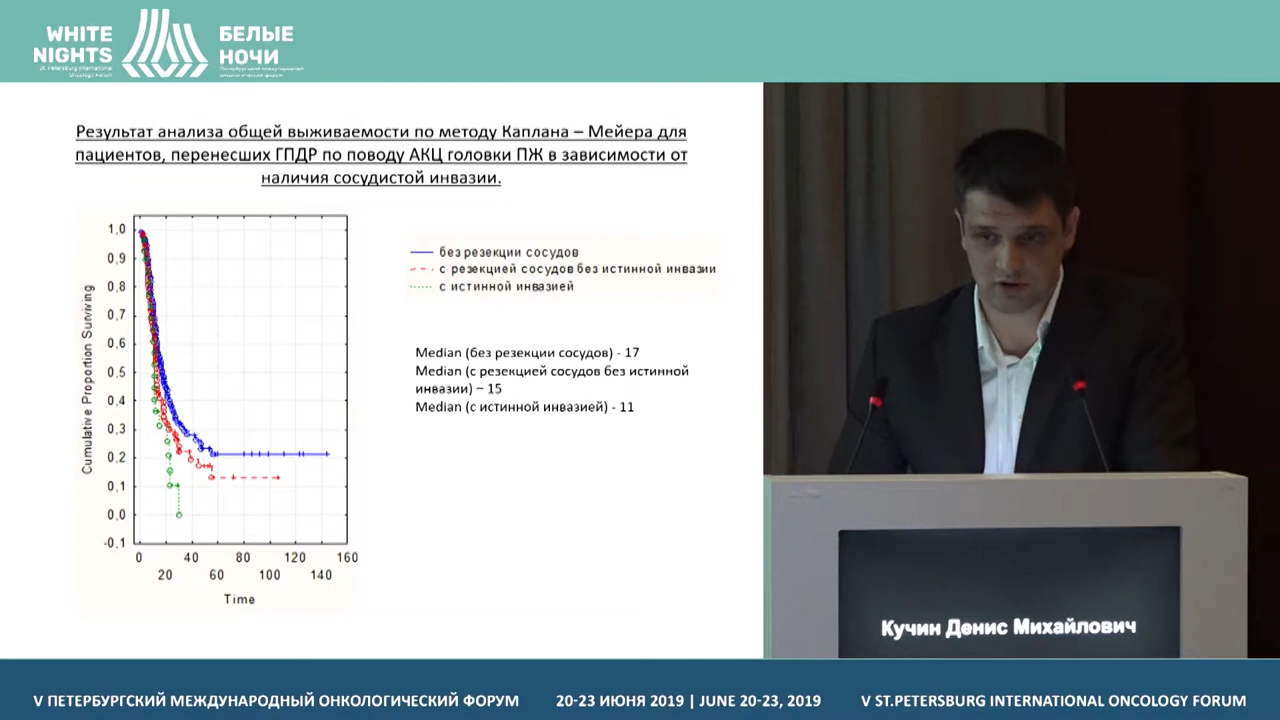 WHITE
NIGHTS
St. Petersburg International
Oncology Forum
БЕЛЫЕ
НОЧИ
Результат анализа общей выживаемости по методу Каплана – Мейера для
пациентов, перенесших ГПДР по поводу АКЦ головки ПЖ в зависимости от
наличия сосудистой инвазии.
Cumulative Proportion Surviving
1,0
0,9
0,8
0,7
0,6
0,5
0,4
0,3
0,2
0,1
0,0
-0,1
0 40 80 120 160
20 60 100 140
Time
без резекции сосудов
с резекцией сосудов без истинной инвазии
с истинной инвазией
Median (без резекции сосудов) - 17
Median (с резекцией сосудов без истинной
инвазии) – 15
Median (с истинной инвазией) - 11
Кучин Денис Михайлович
V ПЕТЕРБУРГСКИЙ МЕЖДУНАРОДНЫЙ ОНКОЛОГИЧЕСКИЙ ФОРУМ
20-23 ИЮНЯ 2019 | JUNE 20-23, 2019
V ST.PETERSBURG INTERNATIONAL ONCOLOGY FORUM